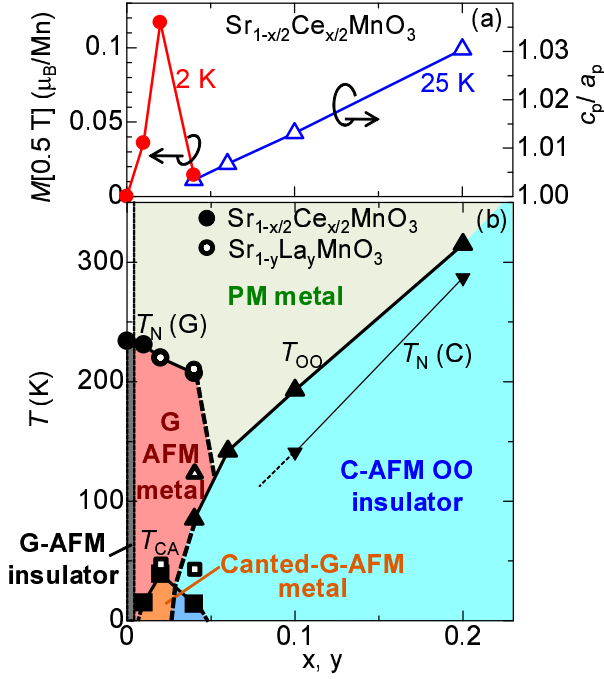 (a)
Sr1-x/2Cex/2MnO3
M[0.5 T] (μB/Mn)
0.1
0.05
0
2 K
25 K
1.03
1.02
1.01
1.00
cp/ ap
(b)
Sr1-x/2Cex/2MnO3
Sr1-yLayMnO3
PM metal
TN (G)
TOO
TN (C)
T (K)
300
200
100
0
G
AFM
metal
C-AFM OO
insulator
G-AFM
insulator
TCA
Canted-G-AFM
metal
0
0.1
0.2
x, y